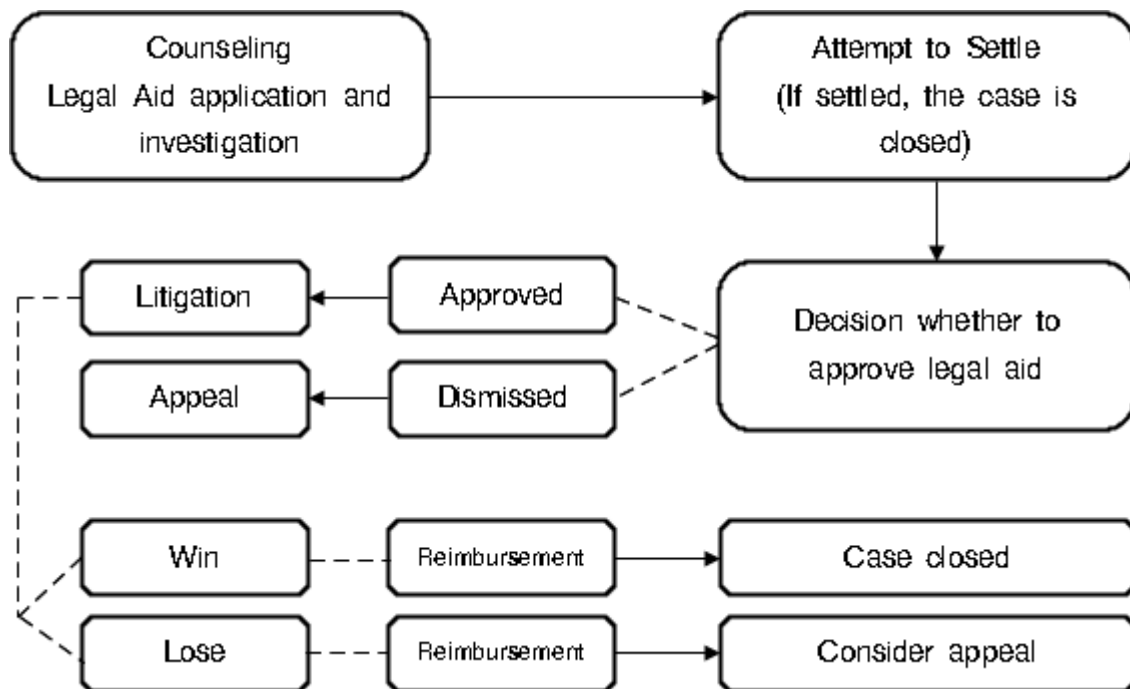 Counseling
Legal Aid application and
investigation
Attempt to Settle
(If settled, the case is
closed)
Litigation
Approved
Decision whether to
approve legal aid
Appeal
Dismissed
Win
Reimbursement
Case closed
Lose
Reimbursement
Consider appeal